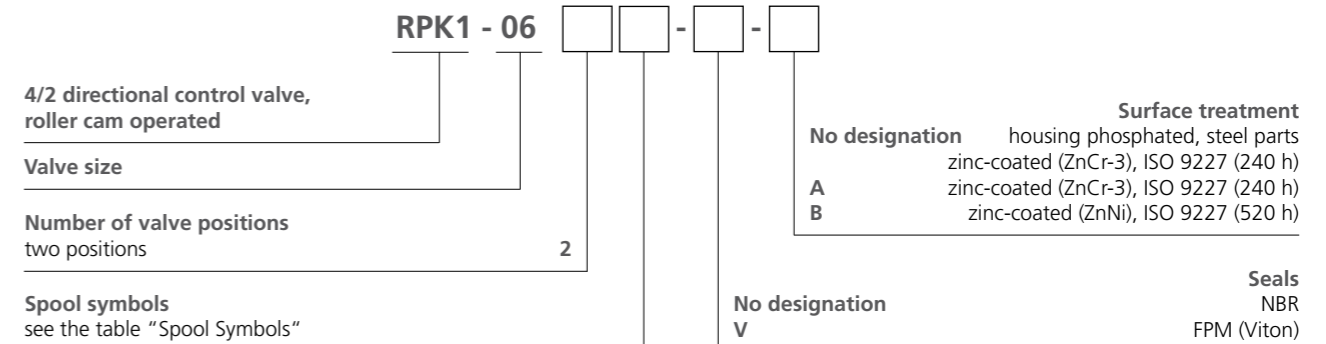 RPK1 - 06 - -
4/2 directional control valve,
roller cam operated
Valve size
Number of valve positions
two positions 2
Spool symbols
see the table “Spool Symbols“
Surface treatment
No designation housing phosphated, steel parts
zinc-coated (ZnCr-3), ISO 9227 (240 h)
A zinc-coated (ZnCr-3), ISO 9227 (240 h)
B zinc-coated (ZnNi), ISO 9227 (520 h)
Seals
No designation NBR
V FPM (Viton)